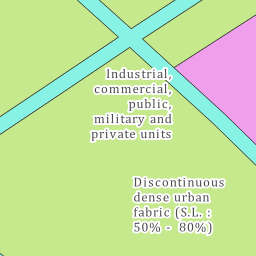 Industrial,
commercial,
public,
military and
private units
Discontinuous
dense urban
fabric (S.L. :
50% - 80%)